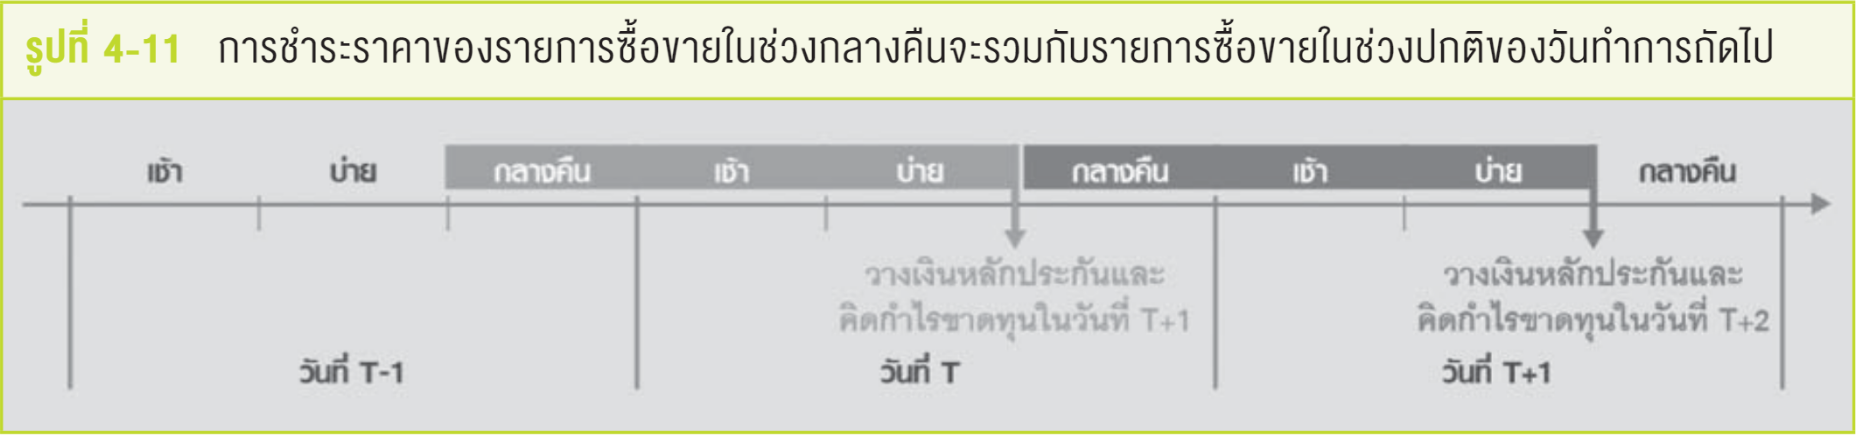 รูปที่ 4-11 การชำระราคาของรายการซื้อขายในช่วงกลางคืนจะรวมกับรายการซื้อขายในช่วงปกติของวันทำการถัดไป
เช้า บ่าย กลางคืน เช้า บ่าย กลางคืน เช้า บ่าย กลางคืน
วางเงินหลักประกันและ วางเงินหลักประกันและ
คิดกำไรขาดทุนในวันที่ T+1 คิดกำไรขาดทุนในวันที่ T+2
วันที่ T-1 วันที่ T วันที่ T+1